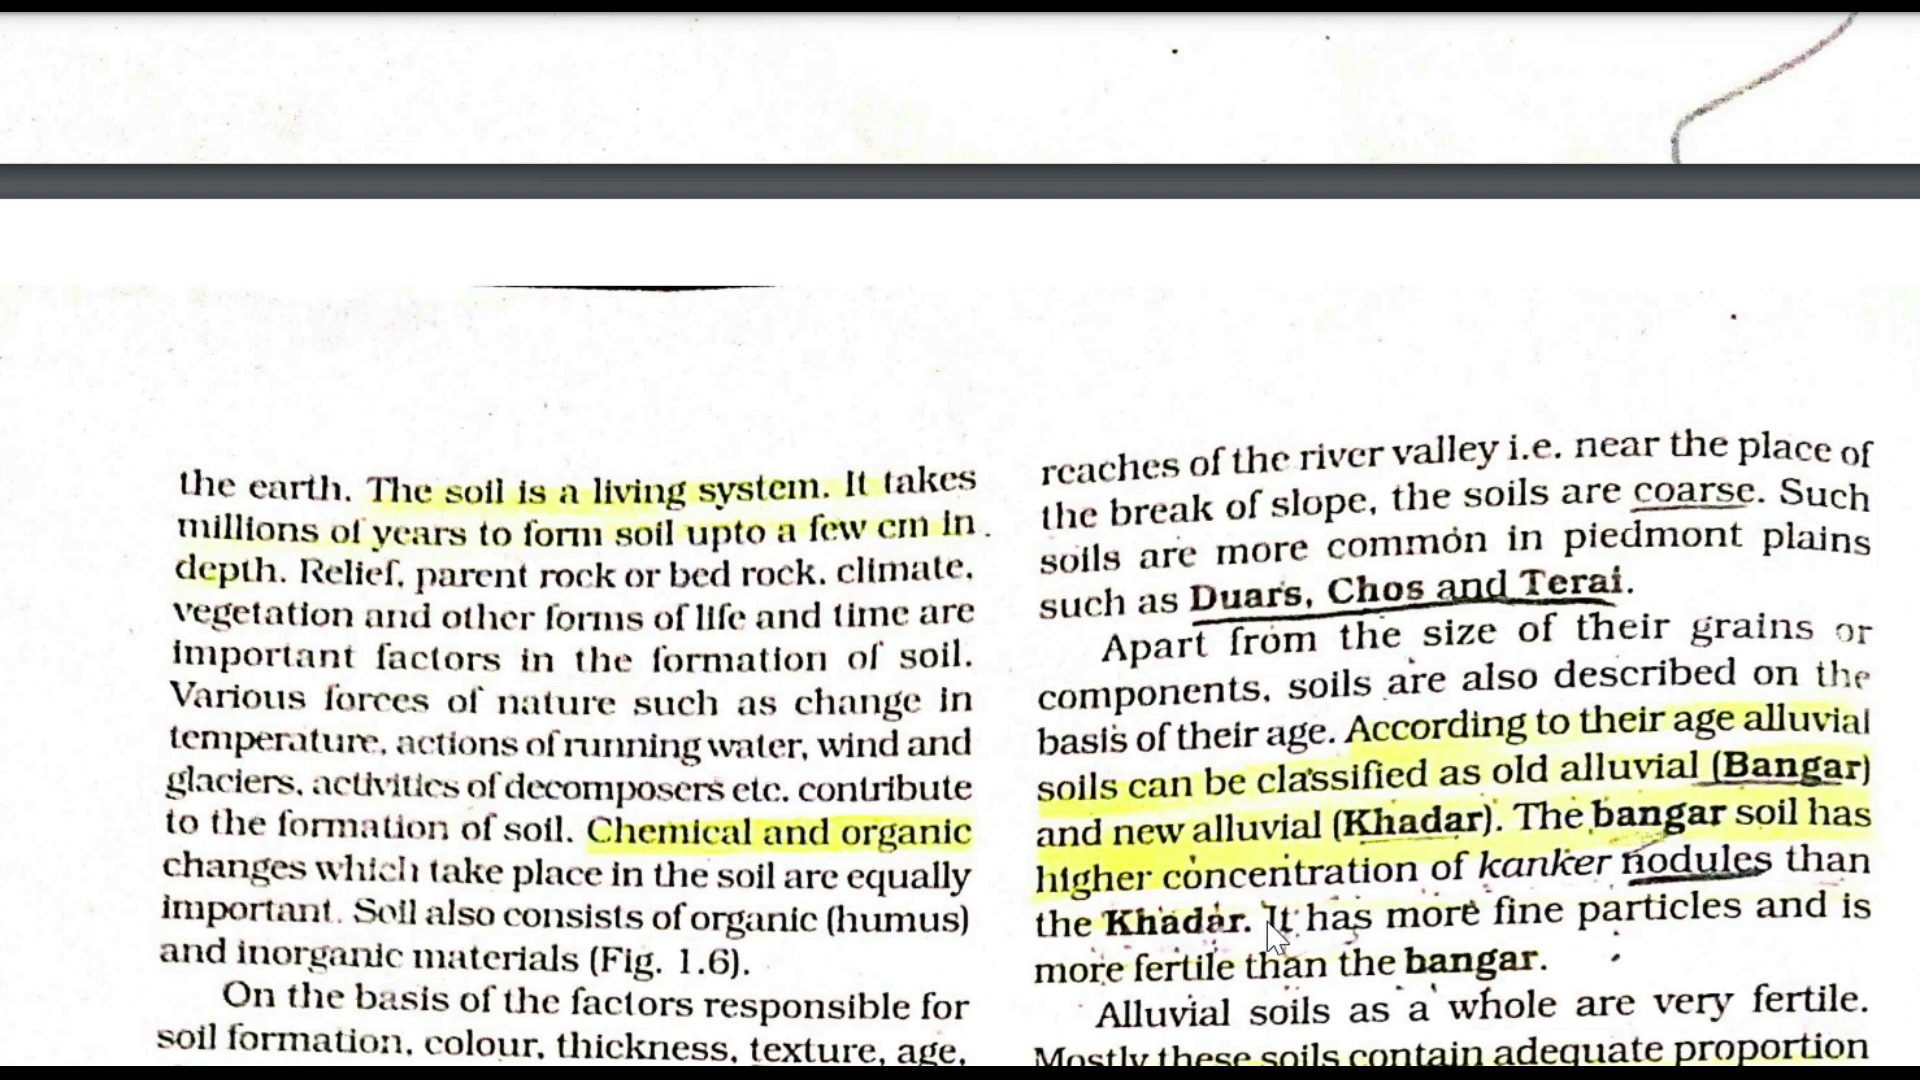 the earth. The soil is a living system. It takes
millions of years to form soil upto a few cm in
depth. Relief, parent rock or bed rock, climate,
vegetation and other forms of life and time are
important factors in the formation of soil.
Various forces of nature such as change in
temperature, actions of running water, wind and
glaciers, activities of decomposers etc. contribute
to the formation of soil. Chemical and organic
changes which take place in the soil are equally
important. Soil also consists of organic (humus)
and inorganic materials (Fig. 1.6).
On the basis of the factors responsible for
soil formation, colour, thickness, texture, age,
reaches of the river valley i.e. near the place of
the break of slope, the soils are coarse. Such
soils are more common in piedmont plains
such as Duars, Chos and Terai.
Apart from the size of their grains or
components, soils are also described on the
basis of their age. According to their age alluvial
soils can be classified as old alluvial (Bangar)
and new alluvial (Khadar). The bangar soil has
higher concentration of kanker nodules than
the Khadar. It has more fine particles and is
more fertile than the bangar.
Alluvial soils as a whole are very fertile.
Mostly these soils contain adequate proportion